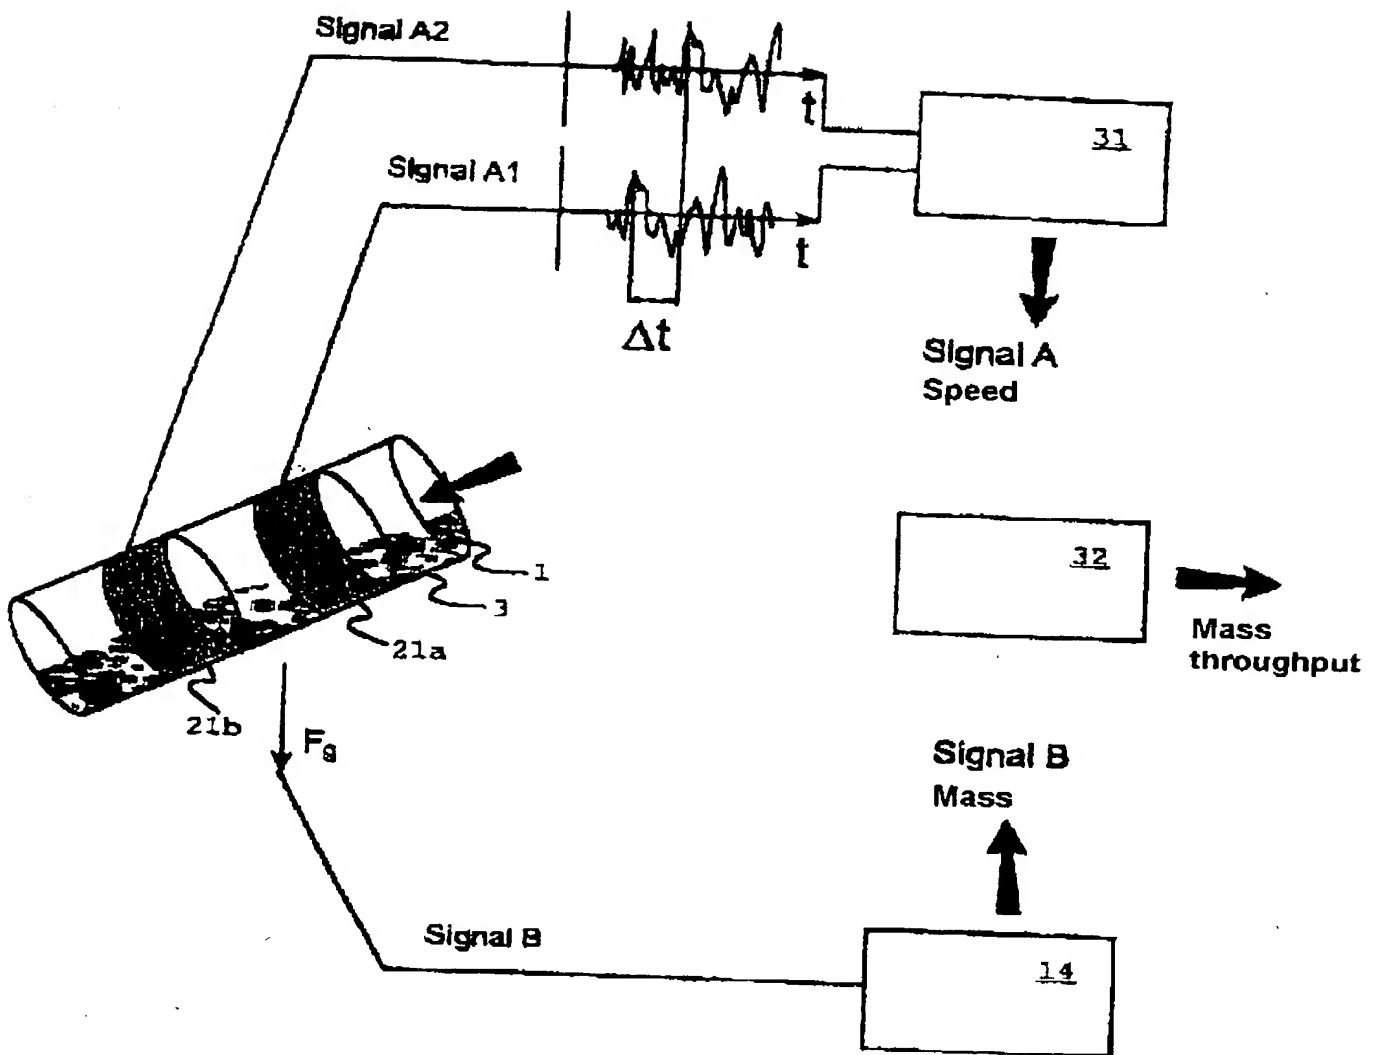 Signal A2
t
31
Signal A1
t
Δt
Signal A
Speed
1
3
21a
21b
32
Mass
throughput
Fg
Signal B
Mass
Signal B
14